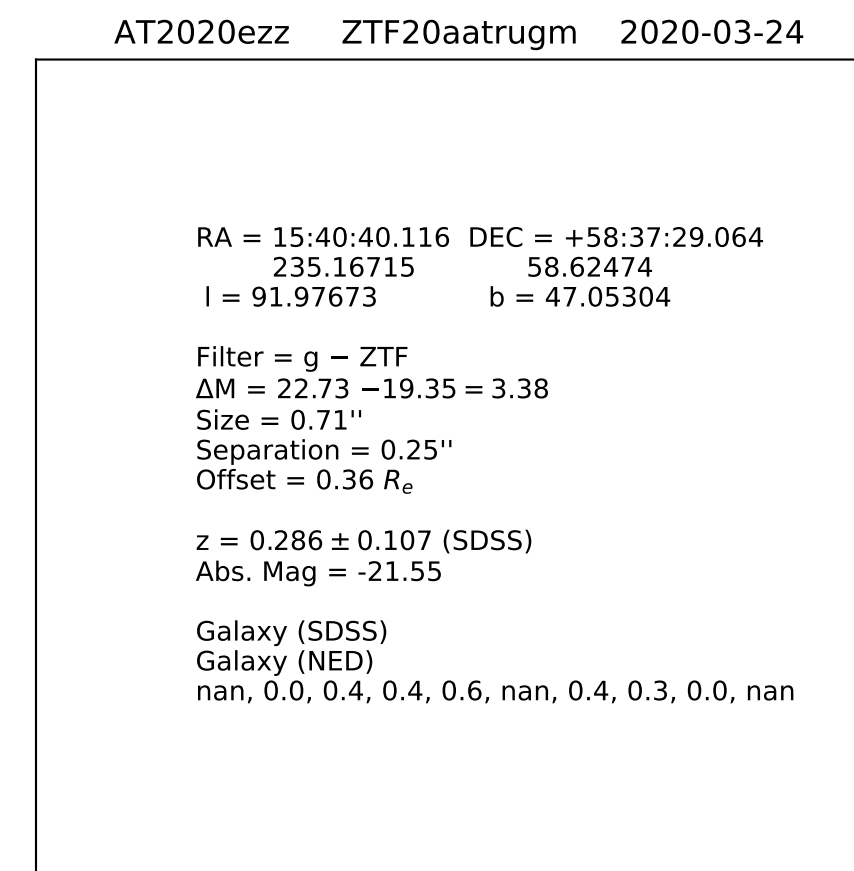 AT2020ezz ZTF20aatrugm 2020-03-24
RA = 15:40:40.116 DEC = +58:37:29.064
235.16715 58.62474
l = 91.97673 b = 47.05304
Filter = g − ZTF
ΔM = 22.73 −19.35 = 3.38
Size = 0.71''
Separation = 0.25''
Offset = 0.36 Rₑ
z = 0.286 ± 0.107 (SDSS)
Abs. Mag = -21.55
Galaxy (SDSS)
Galaxy (NED)
nan, 0.0, 0.4, 0.4, 0.6, nan, 0.4, 0.3, 0.0, nan